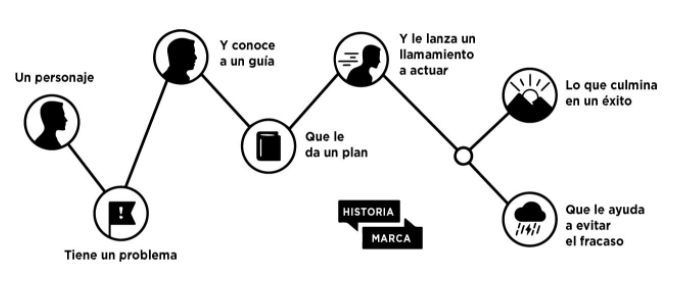 Un personaje
Tiene un problema
Y conoce
a un guía
Que le
da un plan
Y le lanza un
llamamiento
a actuar
Lo que culmina
en un éxito
Que le ayuda
a evitar
el fracaso
HISTORIA
MARCA
!